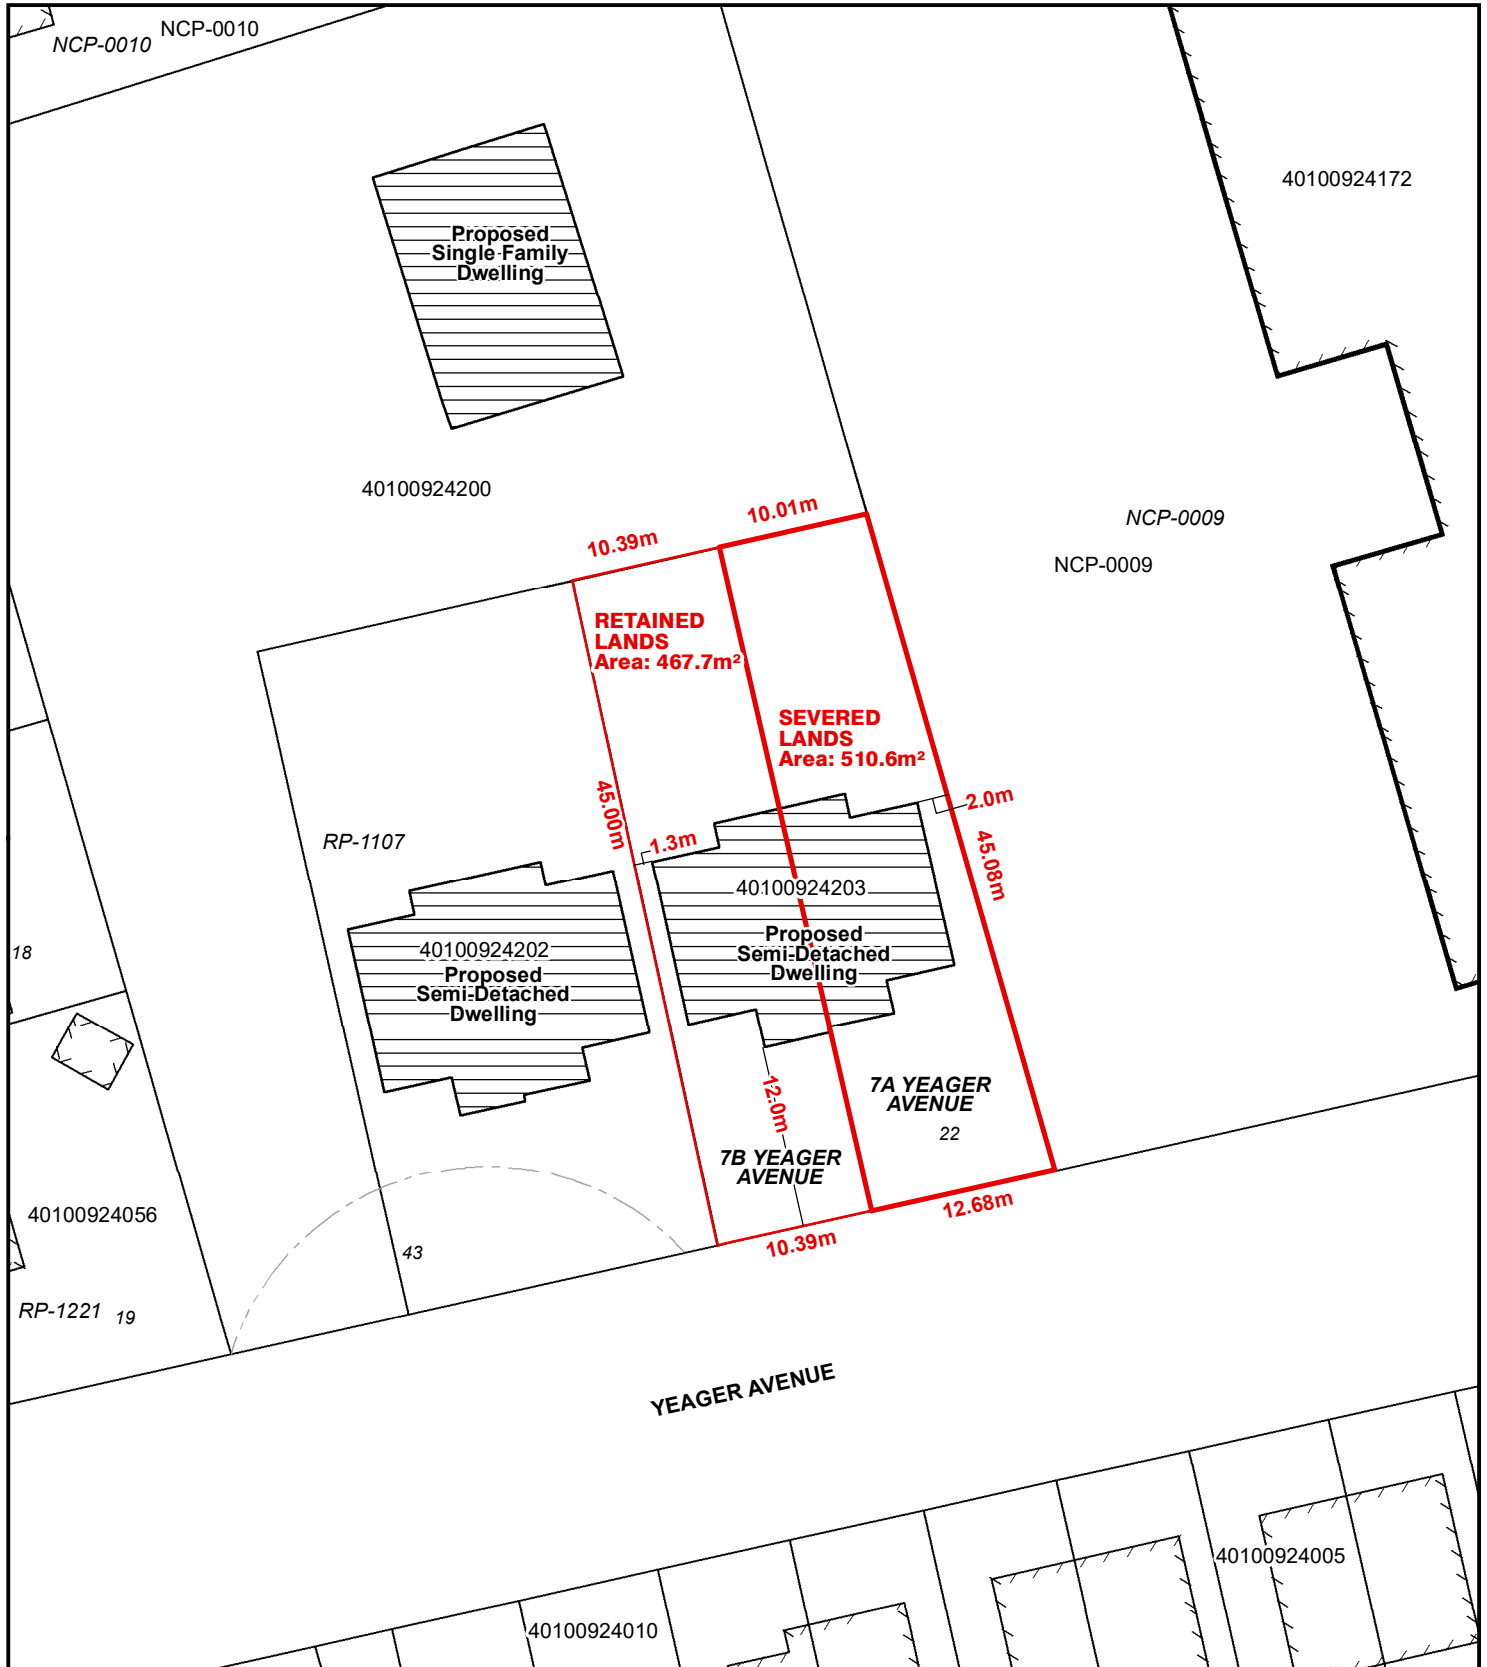 NCP-0010
NCP-0010
40100924172
Proposed
Single Family
Dwelling
40100924200
10.01m
10.39m
NCP-0009
NCP-0009
RETAINED
LANDS
Area: 467.7m²
SEVERED
LANDS
Area: 510.6m²
45.00m
2.0m
1.3m
45.08m
RP-1107
40100924203
Proposed
Semi-Detached
Dwelling
40100924202
Proposed
Semi-Detached
Dwelling
18
12.0m
7A YEAGER
AVENUE
22
7B YEAGER
AVENUE
12.68m
10.39m
40100924056
43
RP-1221
19
YEAGER AVENUE
40100924005
40100924010